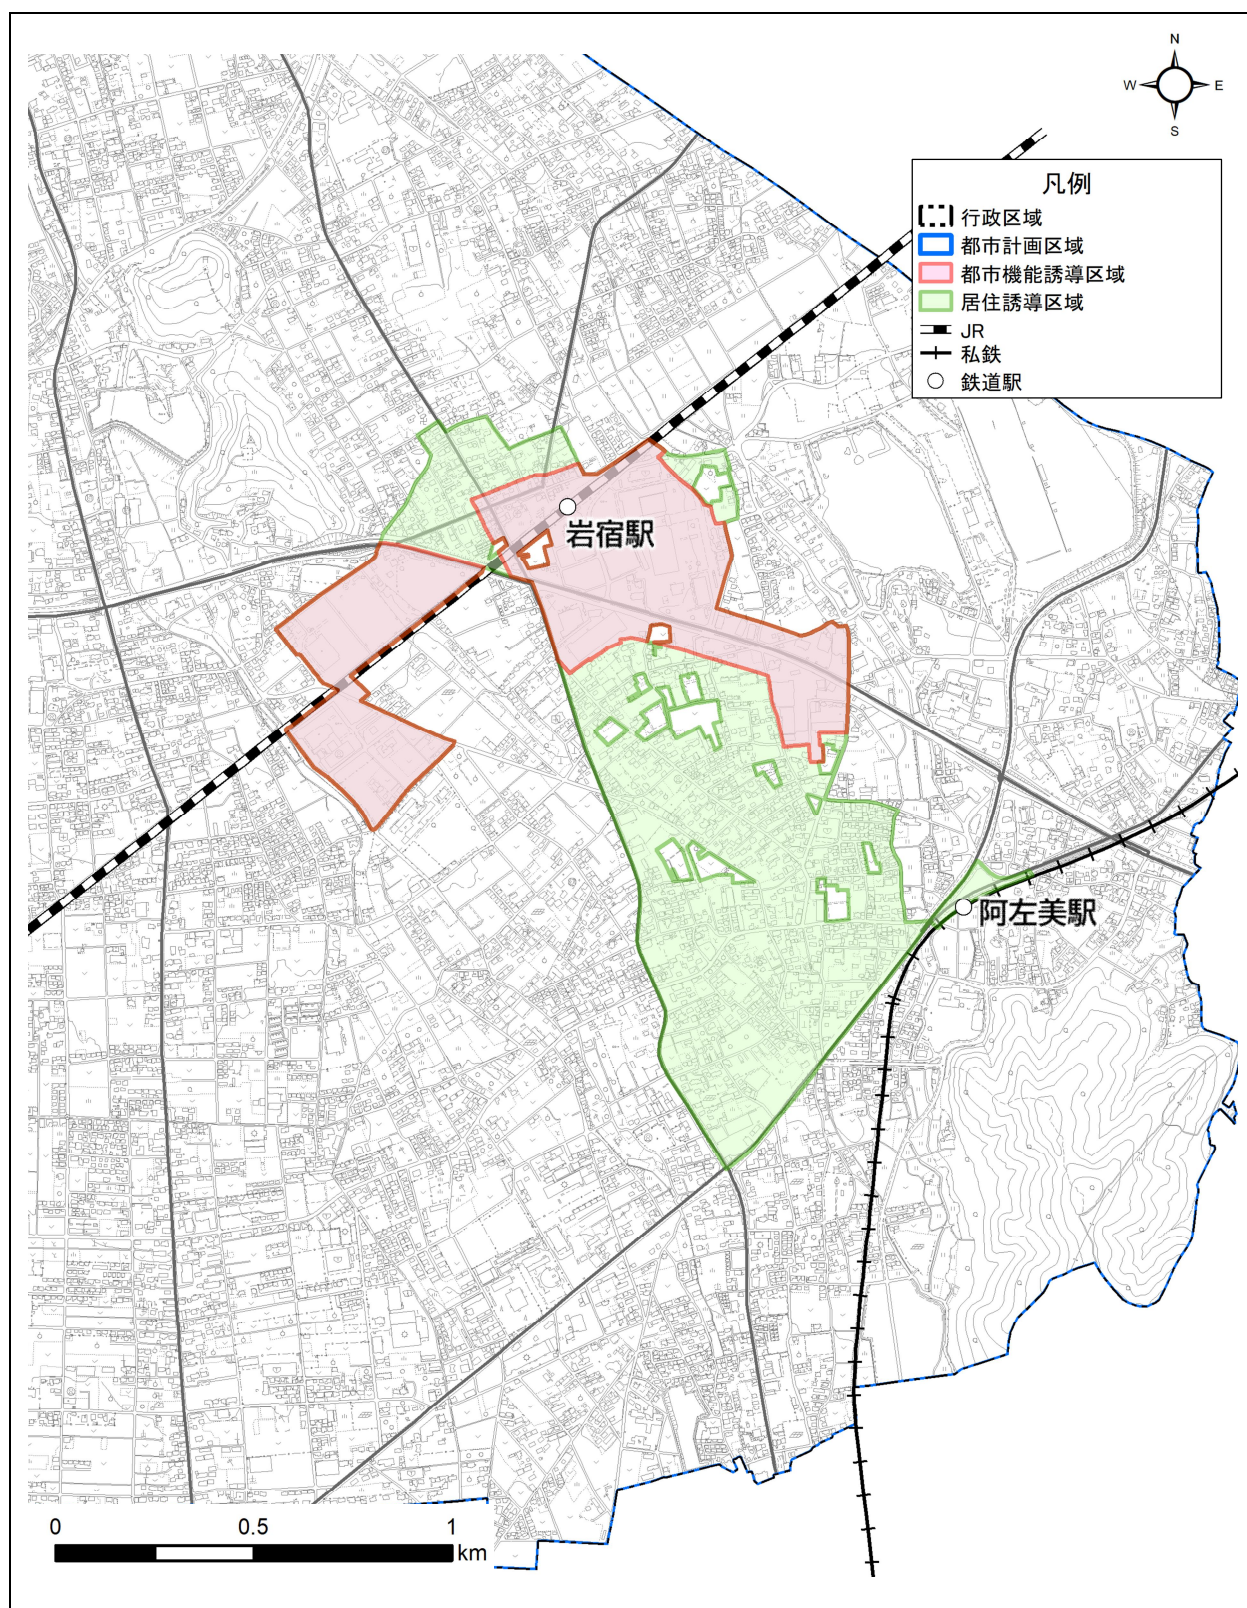 N
W E
S
凡例
行政区域
都市計画区域
都市機能誘導区域
居住誘導区域
JR
私鉄
鉄道駅
岩宿駅
阿左美駅
0 0.5 1
km